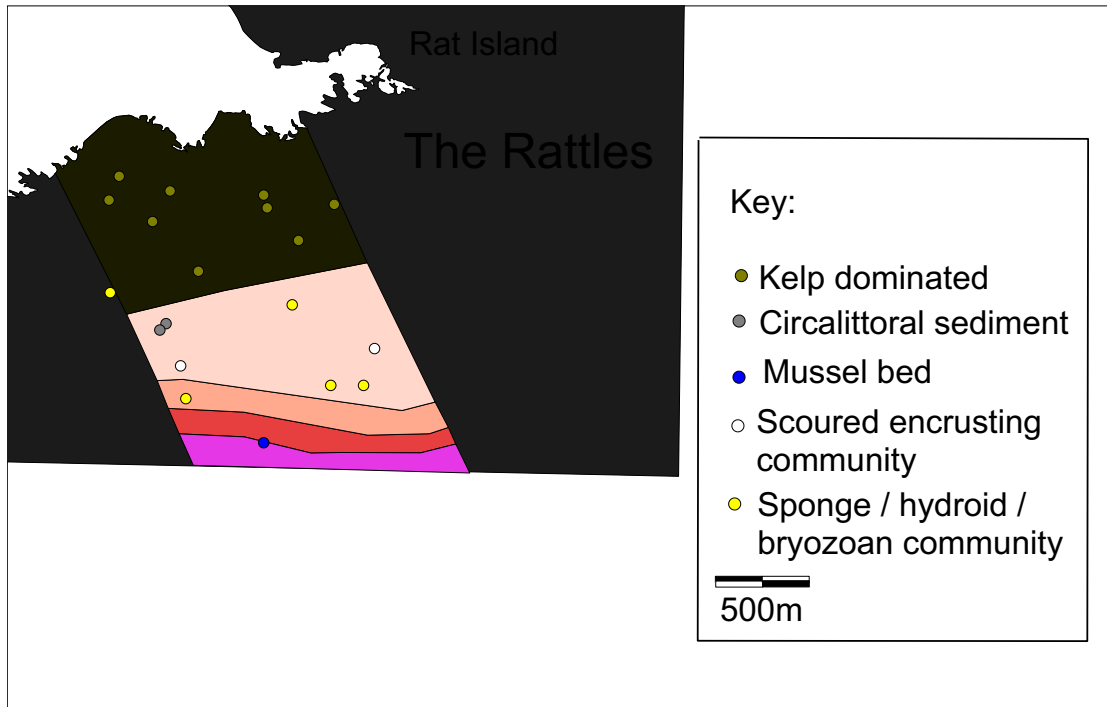 Rat Island
The Rattles
Key:
Kelp dominated
Circalittoral sediment
Mussel bed
Scoured encrusting
community
Sponge / hydroid /
bryozoan community
500m